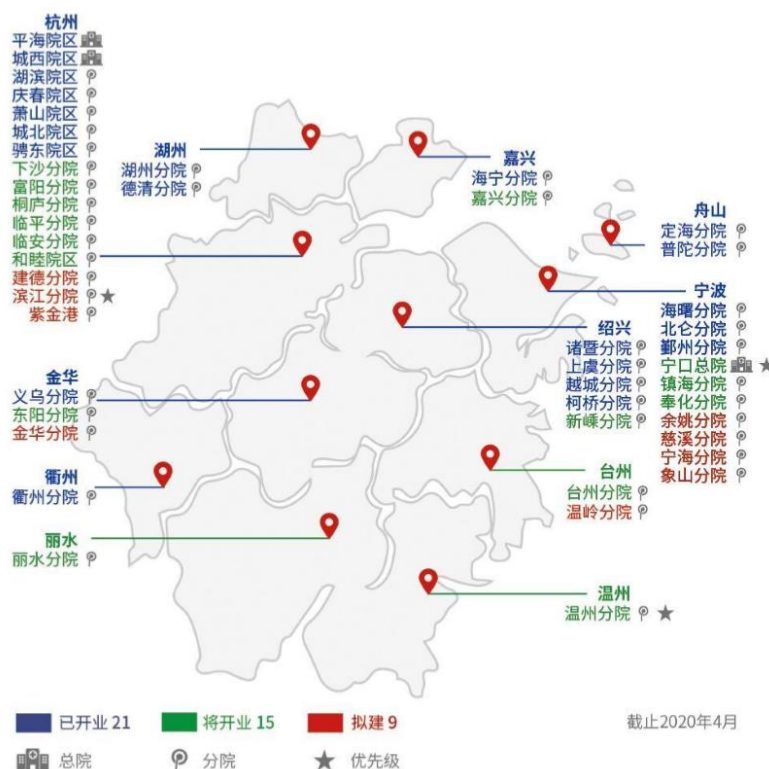 杭州
平海院区
城西院区
湖滨院区
庆春院区
萧山院区
城北院区
骋东院区
下沙分院
富阳分院
桐庐分院
临平分院
临安分院
和睦院区
建德分院
滨江分院
紫金港
湖州
湖州分院
德清分院
嘉兴
海宁分院
嘉兴分院
舟山
定海分院
普陀分院
宁波
海曙分院
北仑分院
鄞州分院
宁口总院
镇海分院
奉化分院
余姚分院
慈溪分院
宁海分院
象山分院
绍兴
诸暨分院
上虞分院
越城分院
柯桥分院
新嵊分院
金华
义乌分院
东阳分院
金华分院
衢州
衢州分院
台州
台州分院
温岭分院
丽水
丽水分院
温州
温州分院
已开业 21
将开业 15
拟建 9
截止2020年4月
总院
分院
优先级